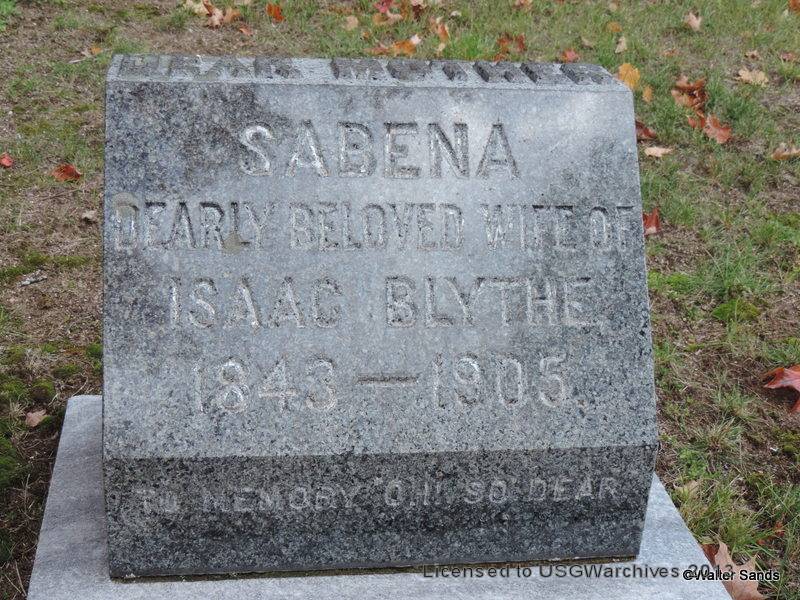 DEAR MOTHER
SABENA
DEARLY BELOVED WIFE OF
ISAAC BLYTHE
1843—1905.
TO MEMORY, O,!! SO DEAR.
Licensed to USGWarchives 2013
©Walter Sands